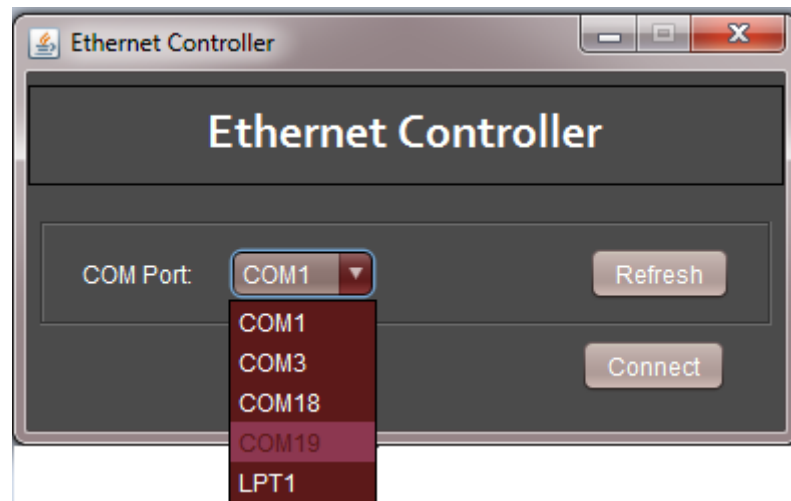 Ethernet Controller
Ethernet Controller
COM Port: COM1 Refresh
COM1
COM3
Connect
COM18
COM19
LPT1